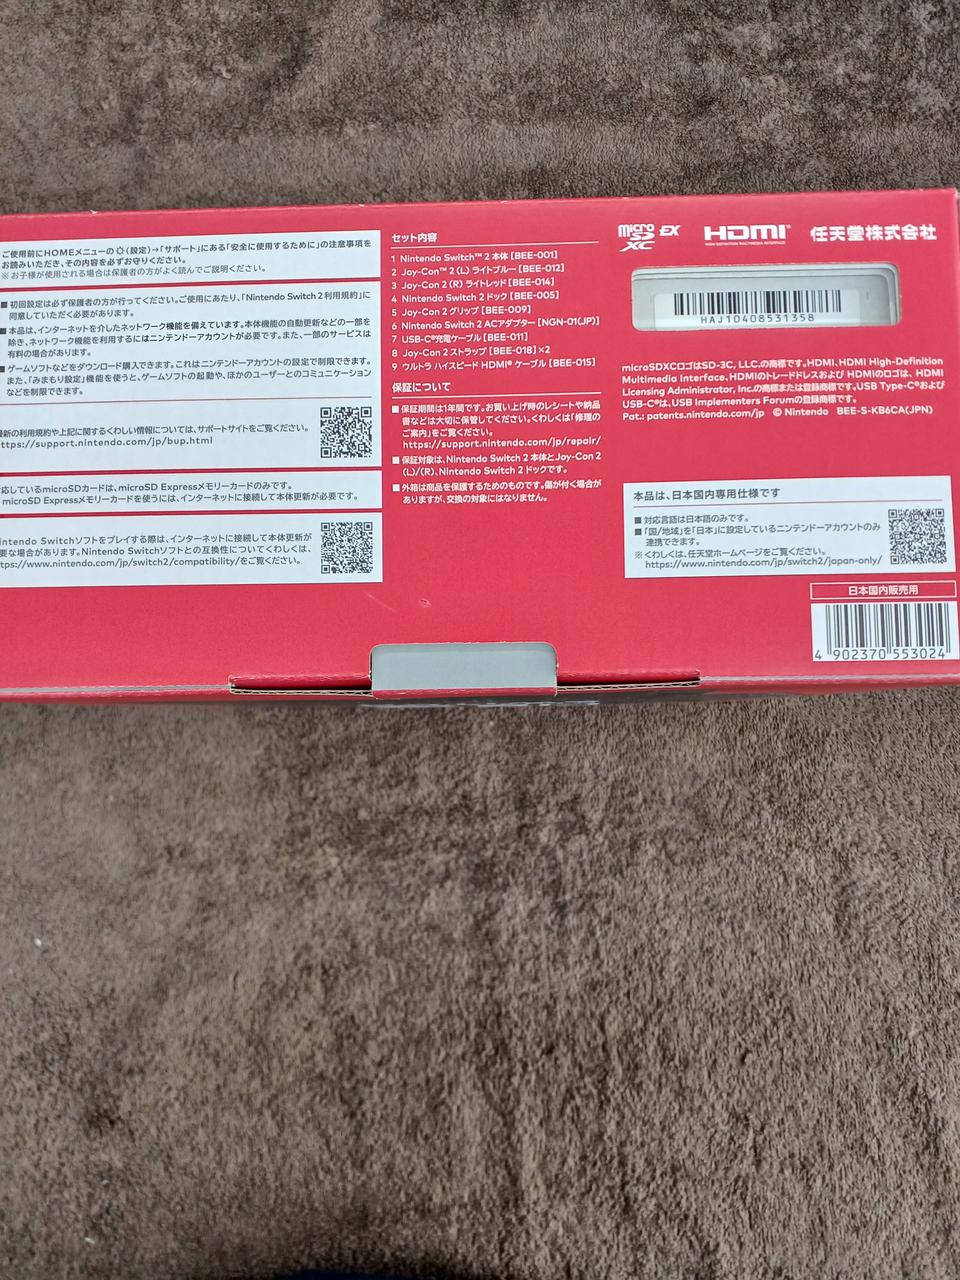 ご使用前にHOMEメニューの(設定)→「サポート」にある「安全に使用するために」の注意事項を
お読みいただき、その内容を必ずお守りください。
※お子様が使用される場合は保護者の方がよく読んでご説明ください。
■ 初回設定は必ず保護者の方が行ってください。ご使用にあたり、「Nintendo Switch 2 利用規約」に
同意していただく必要があります。
■ 本品は、インターネットを介したネットワーク機能を備えています。本体機能の自動更新などの一部を
除き、ネットワーク機能を利用するにはニンテンドーアカウントが必要です。また、一部のサービスは
有料の場合があります。
■ ゲームソフトなどをダウンロード購入できます。これはニンテンドーアカウントの設定で制限できます。
また、「みまもり設定」機能を使うと、ゲームソフトの起動や、ほかのユーザーとのコミュニケーション
などを制限できます。
最新の利用規約や上記に関するくわしい情報については、サポートサイトをご覧ください。
https://support.nintendo.com/jp/bup.html
応しているmicroSDカードは、microSD Expressメモリーカードのみです。
microSD Expressメモリーカードを使うには、インターネットに接続して本体更新が必要です。
intendo Switchソフトをプレイする際は、インターネットに接続して本体更新が
要な場合があります。Nintendo Switchソフトとの互換性についてくわしくは、
tps://www.nintendo.com/jp/switch2/compatibility/をご覧ください。
セット内容
1 Nintendo Switch™ 2 本体 [BEE-001]
2 Joy-Con™ 2 (L) ライトブルー [BEE-012]
3 Joy-Con 2 (R) ライトレッド [BEE-014]
4 Nintendo Switch 2 ドック [BEE-005]
5 Joy-Con 2 グリップ [BEE-009]
6 Nintendo Switch 2 ACアダプター [NGN-01(JP)]
7 USB-C®充電ケーブル [BEE-011]
8 Joy-Con 2 ストラップ [BEE-018] ×2
9 ウルトラ ハイスピード HDMI® ケーブル [BEE-015]
保証について
■ 保証期間は1年間です。お買い上げ時のレシートや納品
書などは大切に保管してください。くわしくは「修理の
ご案内」をご覧ください。
https://support.nintendo.com/jp/repair/
■ 保証対象は、Nintendo Switch 2 本体とJoy-Con 2
(L)/(R)、Nintendo Switch 2 ドックです。
■ 外箱は商品を保護するためのものです。傷が付く場合が
ありますが、交換の対象にはなりません。
micro SD XC EX
HDMI®
HIGH-DEFINITION MULTIMEDIA INTERFACE
任天堂株式会社
HAJ10408531358
microSDXCロゴはSD-3C, LLC.の商標です。HDMI、HDMI High-Definition
Multimedia Interface、HDMIのトレードドレスおよび HDMIのロゴは、HDMI
Licensing Administrator, Inc.の商標または登録商標です。USB Type-C®および
USB-C®は、USB Implementers Forumの登録商標です。
Pat.: patents.nintendo.com/jp © Nintendo BEE-S-KB6CA(JPN)
本品は、日本国内専用仕様です
■ 対応言語は日本語のみです。
■ 「国/地域」を「日本」に設定しているニンテンドーアカウントのみ
連携できます。
※ くわしくは、任天堂ホームページをご覧ください。
https://www.nintendo.com/jp/switch2/japan-only/
日本国内販売用
4 902370 553024